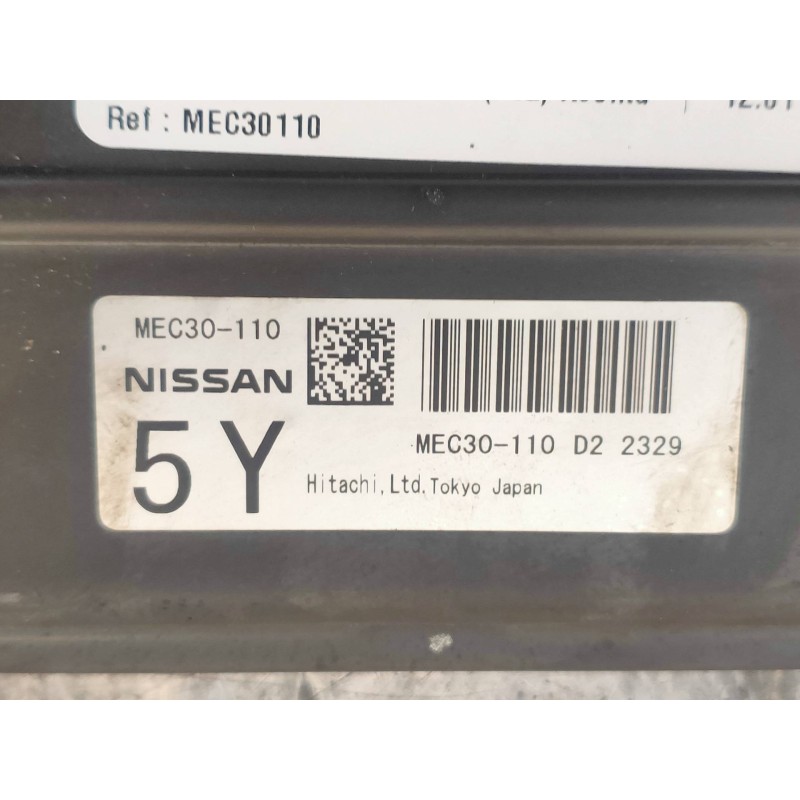 Ref : MEC30110
MEC30-110
NISSAN
5Y
MEC30-110 D2 2329
Hitachi,Ltd.Tokyo Japan